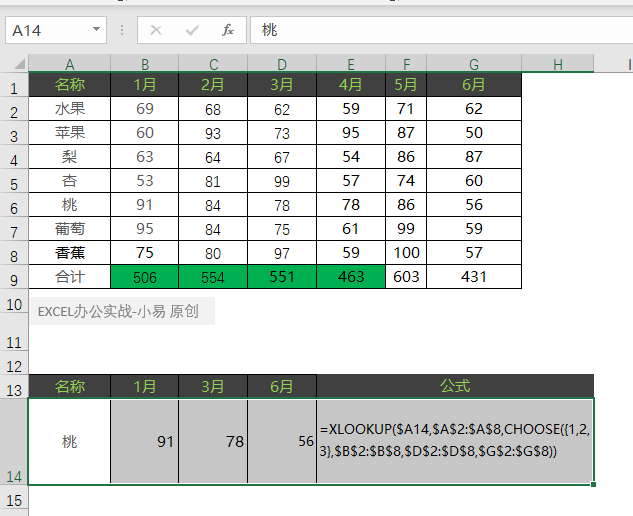 A14 fx 桃
A B C D E F G H I
1 名称 1月 2月 3月 4月 5月 6月
2 水果 69 68 62 59 71 62
3 苹果 60 93 73 95 87 50
4 梨 63 64 67 54 86 87
5 杏 53 81 99 57 74 60
6 桃 91 84 78 78 86 56
7 葡萄 95 84 75 61 99 59
8 香蕉 75 80 97 59 100 57
9 合计 506 554 551 463 603 431
10 EXCEL办公实战-小易 原创
11
12
13 名称 1月 3月 6月 公式
=XLOOKUP($A14,$A$2:$A$8,CHOOSE({1,2,
14 桃 91 78 56 3},$B$2:$B$8,$D$2:$D$8,$G$2:$G$8))
15